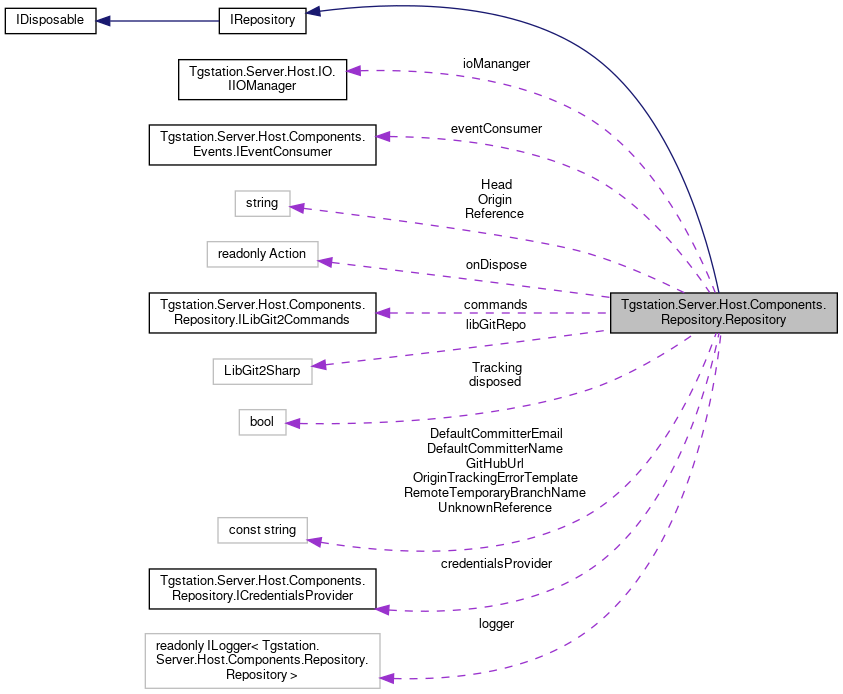 IDisposable
IRepository
ioMananger
Tgstation.Server.Host.IO.
IIOManager
eventConsumer
Tgstation.Server.Host.Components.
Events.IEventConsumer
Head
Origin
Reference
string
onDispose
readonly Action
commands
Tgstation.Server.Host.Components.
Repository.ILibGit2Commands
Tgstation.Server.Host.Components.
Repository.Repository
libGitRepo
LibGit2Sharp
Tracking
disposed
bool
DefaultCommitterEmail
DefaultCommitterName
GitHubUrl
OriginTrackingErrorTemplate
RemoteTemporaryBranchName
UnknownReference
const string
credentialsProvider
Tgstation.Server.Host.Components.
Repository.ICredentialsProvider
logger
readonly ILogger< Tgstation.
Server.Host.Components.Repository.
Repository >